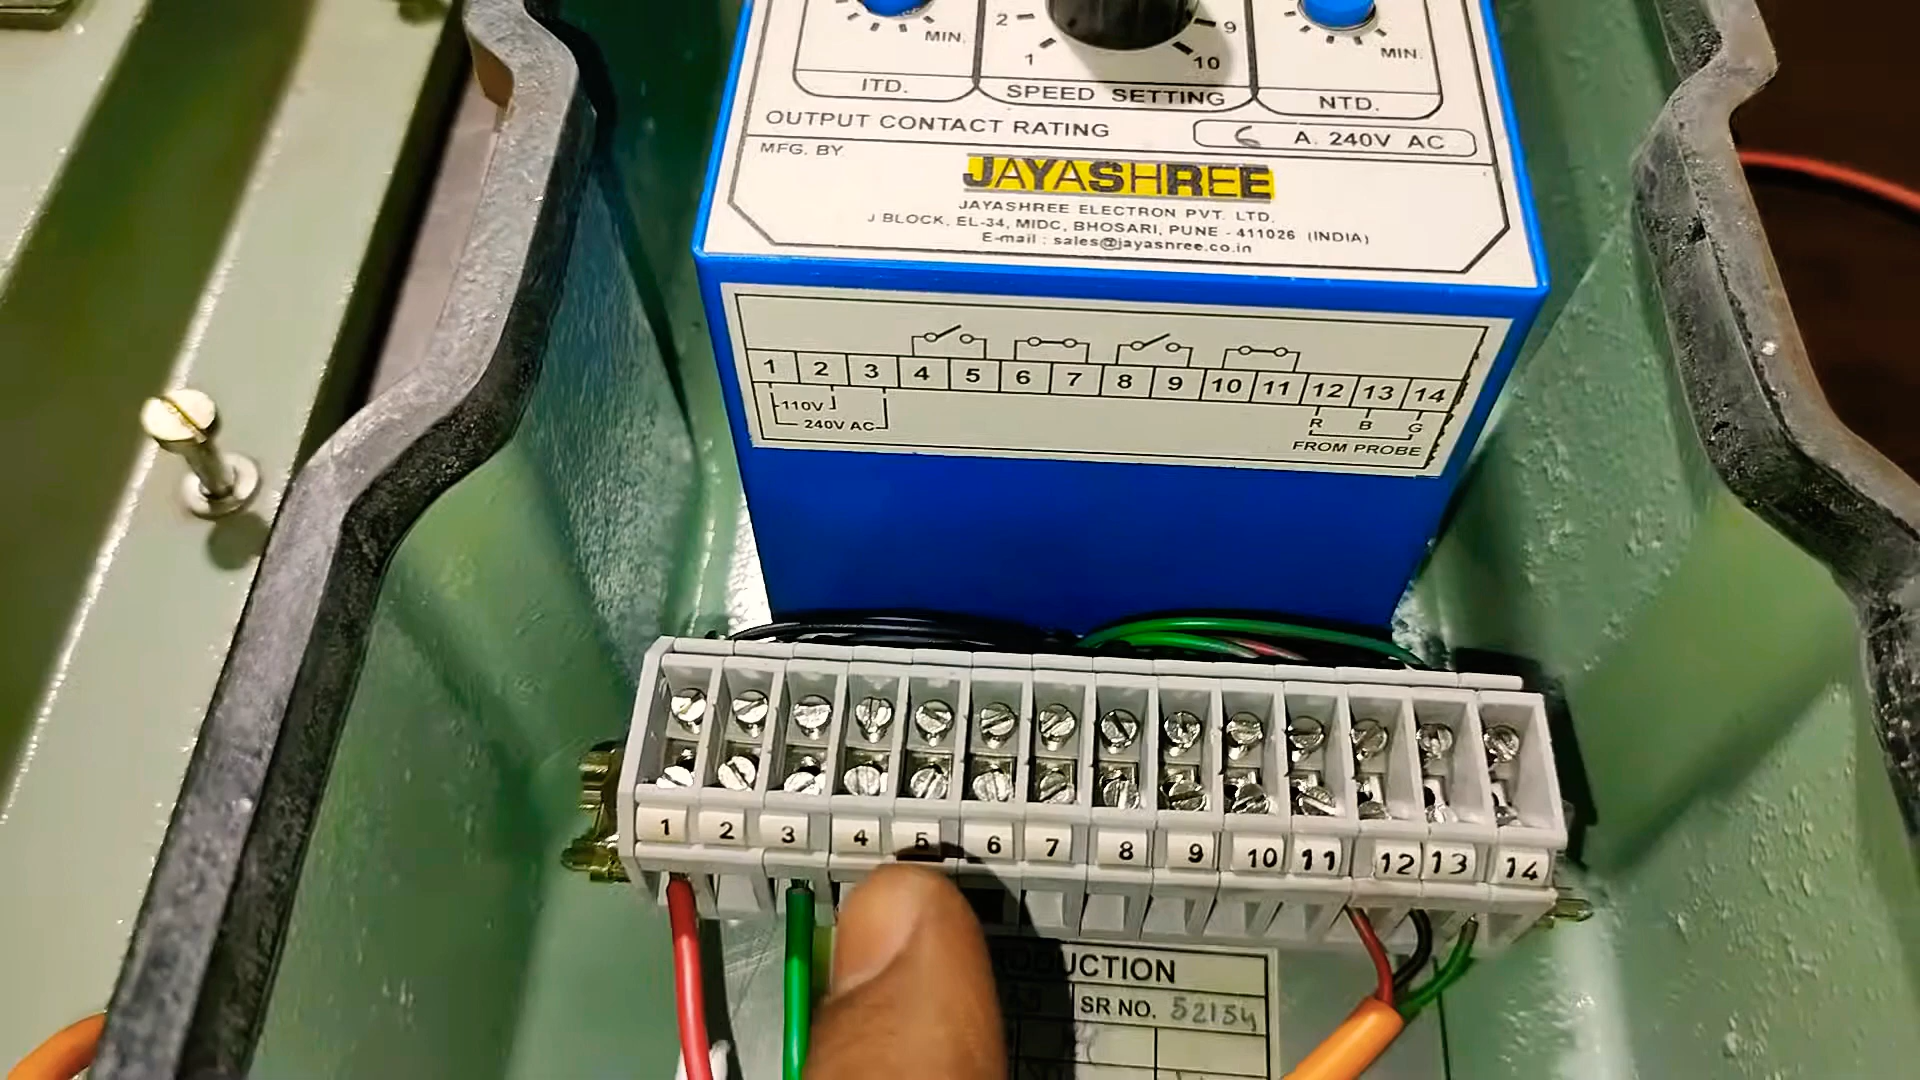 MIN.
2
1
9
10
MIN.
ITD.
SPEED SETTING
NTD.
OUTPUT CONTACT RATING
6 A. 240V AC
MFG. BY
JAYASHREE
JAYASHREE ELECTRON PVT. LTD.
J BLOCK, EL-34, MIDC, BHOSARI, PUNE - 411026 (INDIA)
E-mail : sales@jayashree.co.in
1 2 3 4 5 6 7 8 9 10 11 12 13 14
110V
240V AC
R B G
FROM PROBE
1 2 3 4 5 6 7 8 9 10 11 12 13 14
SR NO. 52154